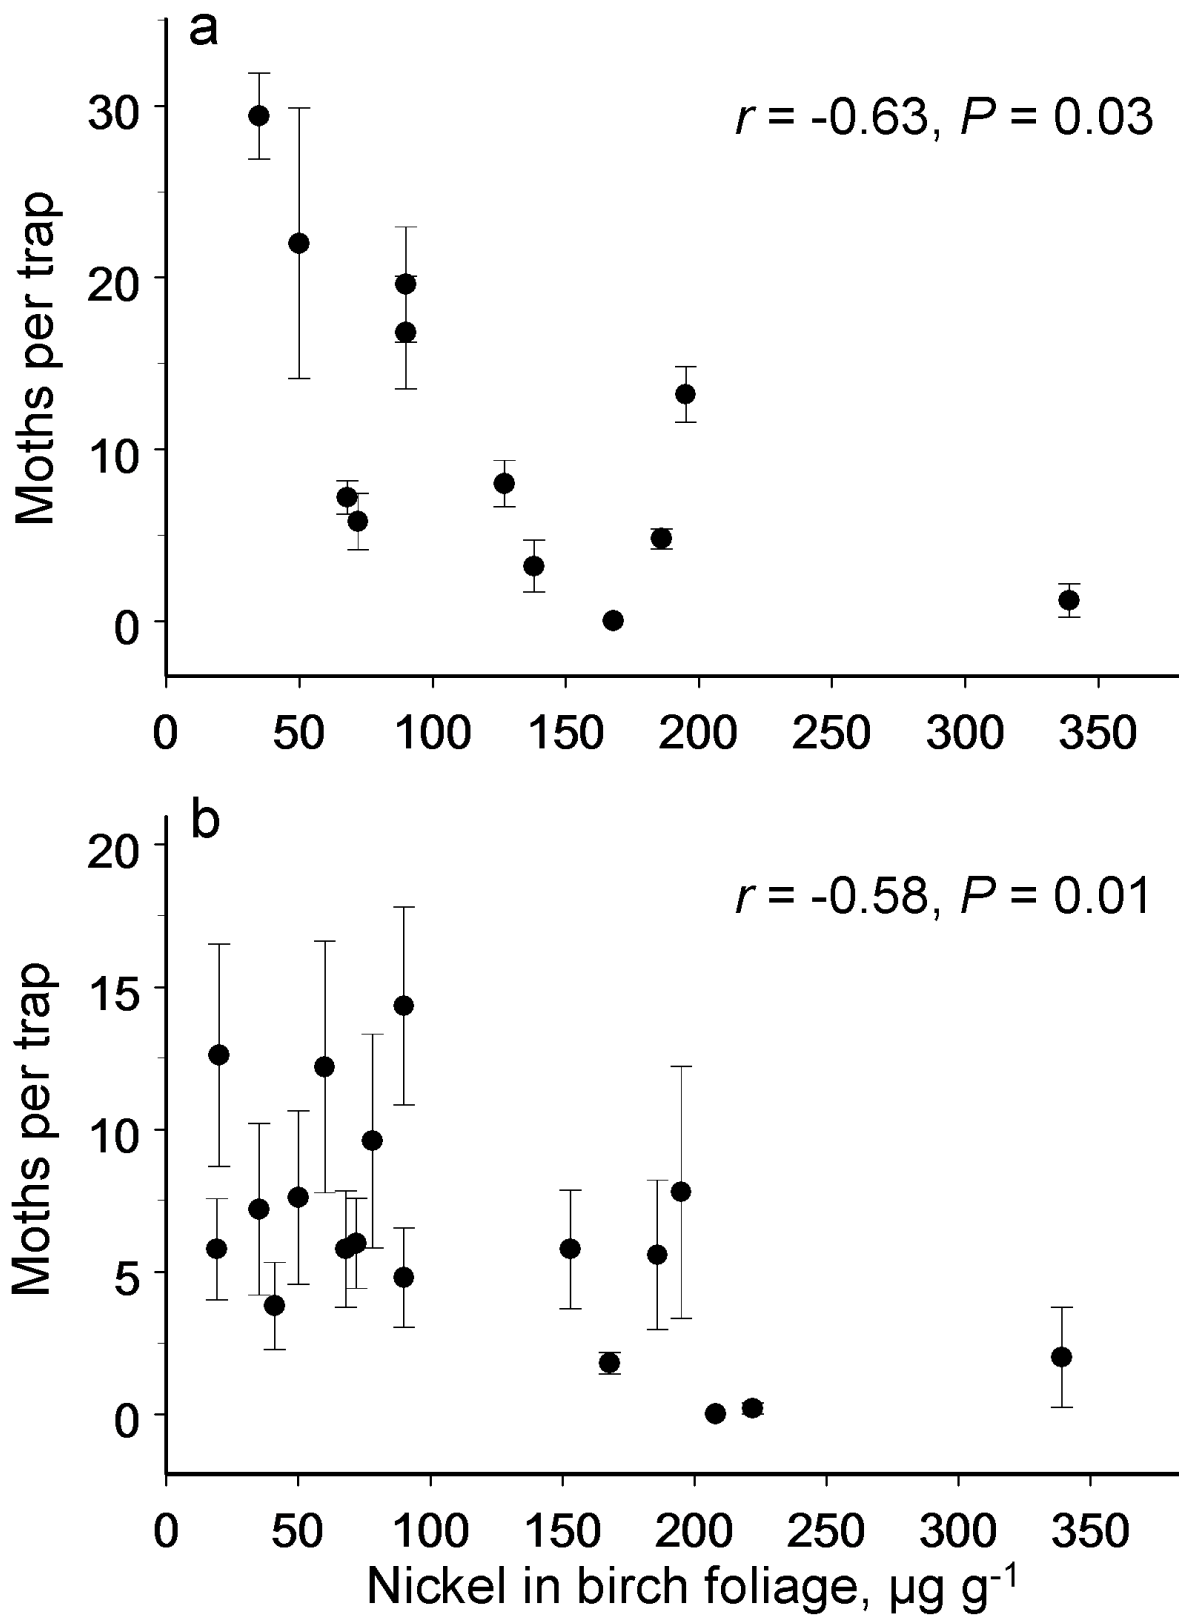 a
r = -0.63, P = 0.03
Moths per trap
30
20
10
0
0 50 100 150 200 250 300 350
b
r = -0.58, P = 0.01
Moths per trap
20
15
10
5
0
0 50 100 150 200 250 300 350
Nickel in birch foliage, µg g⁻¹